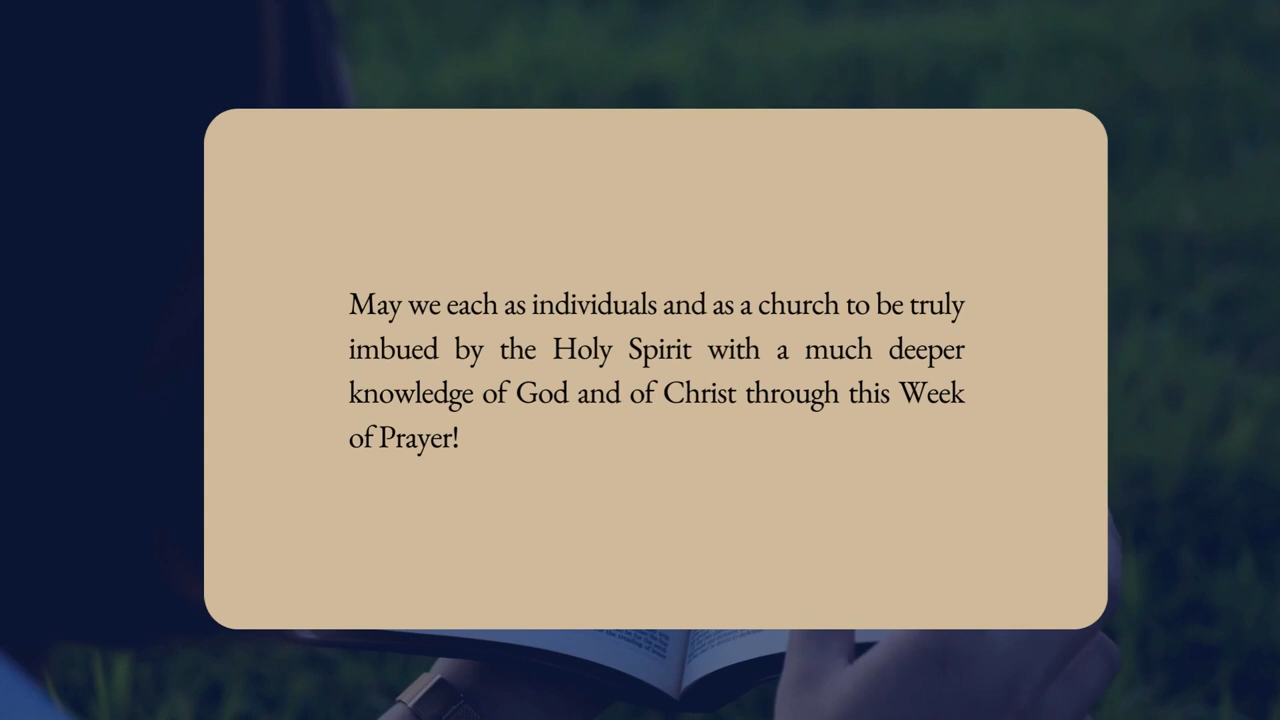 May we each as individuals and as a church to be truly
imbued by the Holy Spirit with a much deeper
knowledge of God and of Christ through this Week
of Prayer!